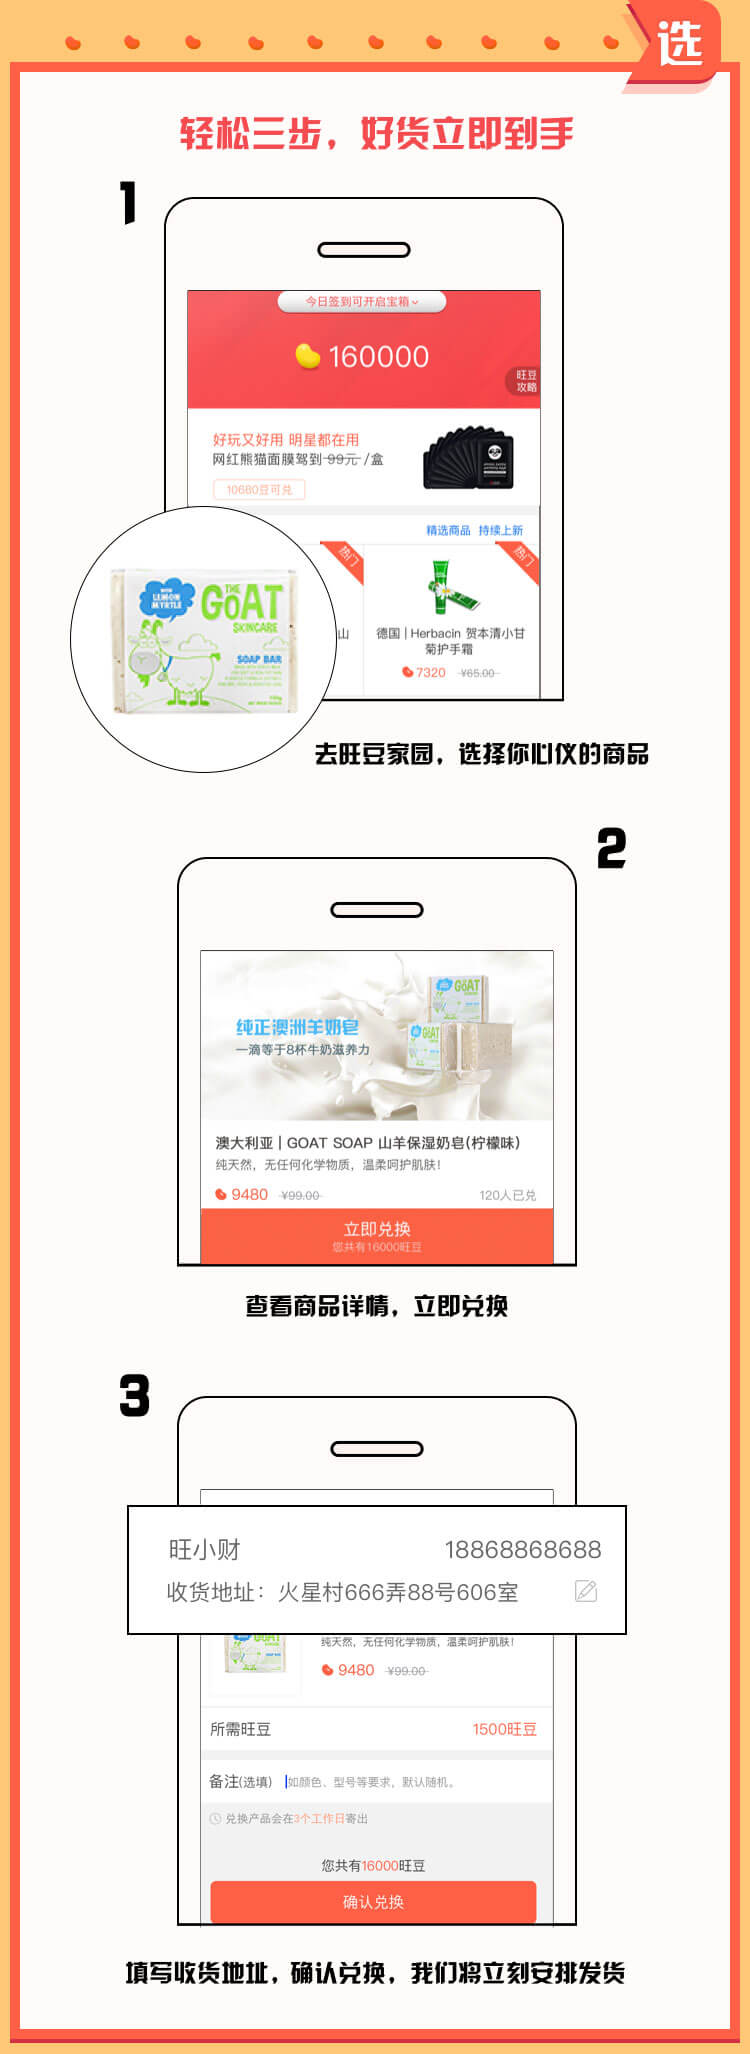 选
轻松三步，好货立即到手
1
今日签到可开启宝箱
160000
旺豆
攻略
好玩又好用 明星都在用
网红熊猫面膜驾到 99元 /盒
10680豆可兑
精选商品 持续上新
热门
热门
WITH
LEMON
MYRTLE
THE
GOAT
SKINCARE
SOAP BAR
山
德国 | Herbacin 贺本清小甘
菊护手霜
7320 ¥65.00
去旺豆家园，选择你心仪的商品
2
GOAT
GOAT
纯正澳洲羊奶皂
一滴等于8杯牛奶滋养力
澳大利亚 | GOAT SOAP 山羊保湿奶皂(柠檬味)
纯天然，无任何化学物质，温柔呵护肌肤！
9480 ¥99.00 120人已兑
立即兑换
您共有16000旺豆
查看商品详情，立即兑换
3
旺小财 18868868688
收货地址：火星村666弄88号606室
GOAT
纯天然，无任何化学物质，温柔呵护肌肤！
9480 ¥99.00
所需旺豆 1500旺豆
备注(选填) 如颜色、型号等要求，默认随机。
兑换产品会在3个工作日寄出
您共有16000旺豆
确认兑换
填写收货地址，确认兑换，我们将立刻安排发货